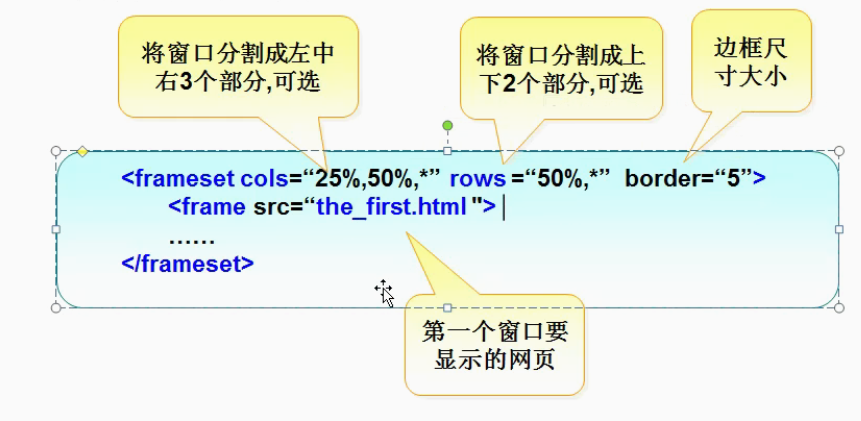 将窗口分割成左中
右3个部分,可选
将窗口分割成上
下2个部分,可选
边框尺
寸大小
<frameset cols=“25%,50%,*” rows =“50%,*”  border=“5”>
<frame src=“the_first.html ">
……
</frameset>
第一个窗口要
显示的网页